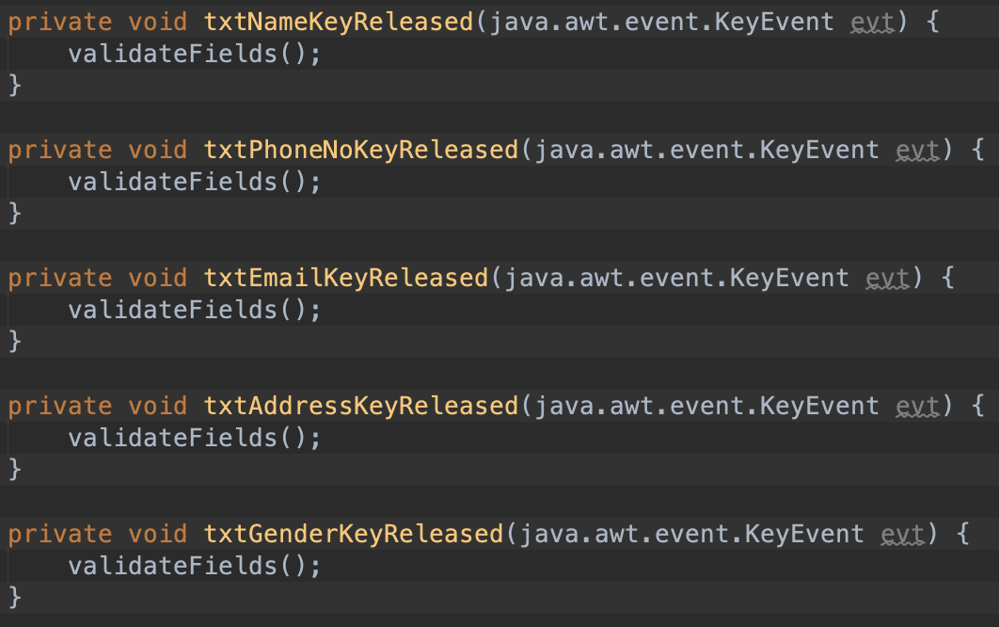 private void txtNameKeyReleased(java.awt.event.KeyEvent evt) {
    validateFields();
}
private void txtPhoneNoKeyReleased(java.awt.event.KeyEvent evt) {
    validateFields();
}
private void txtEmailKeyReleased(java.awt.event.KeyEvent evt) {
    validateFields();
}
private void txtAddressKeyReleased(java.awt.event.KeyEvent evt) {
    validateFields();
}
private void txtGenderKeyReleased(java.awt.event.KeyEvent evt) {
    validateFields();
}